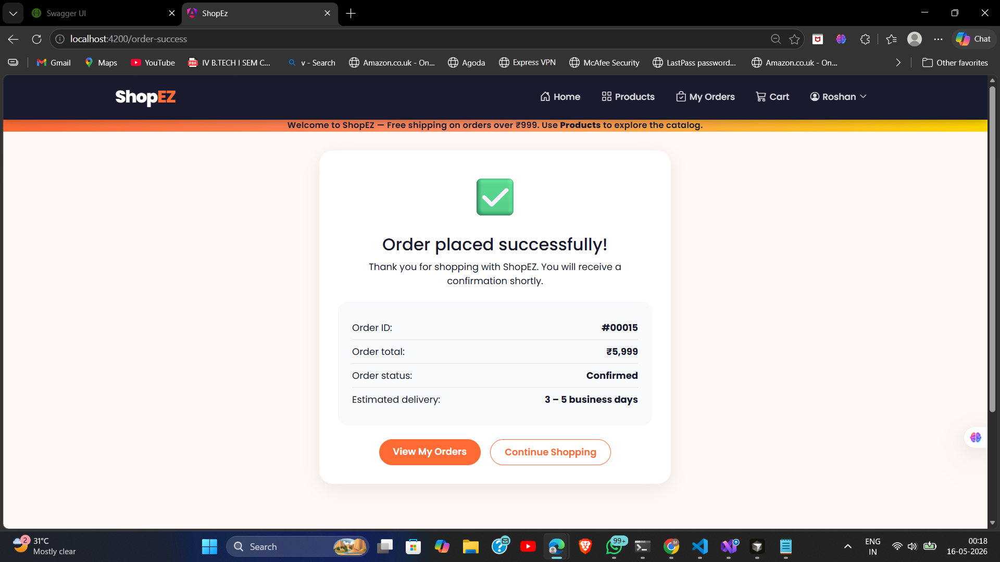 Swagger UI
ShopEz
localhost:4200/order-success
Chat
Gmail
Maps
YouTube
IV B.TECH I SEM C...
v - Search
Amazon.co.uk - On...
Agoda
Express VPN
McAfee Security
LastPass password...
Amazon.co.uk - On...
Other favorites
ShopEZ
Home
Products
My Orders
Cart
Roshan
Welcome to ShopEZ — Free shipping on orders over ₹999. Use Products to explore the catalog.
Order placed successfully!
Thank you for shopping with ShopEZ. You will receive a
confirmation shortly.
Order ID: #00015
Order total: ₹5,999
Order status: Confirmed
Estimated delivery: 3 – 5 business days
View My Orders
Continue Shopping
2
31°C
Mostly clear
Search
99+
M
ENG
IN
00:18
16-05-2026